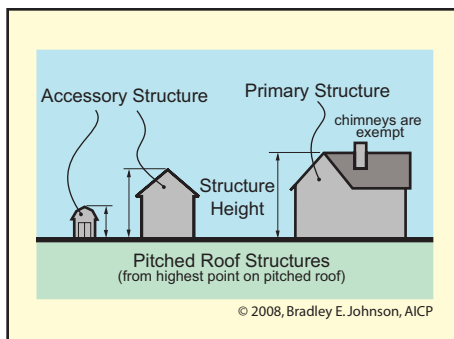 Accessory Structure
Primary Structure
chimneys are
exempt
Structure
Height
Pitched Roof Structures
(from highest point on pitched roof)
© 2008, Bradley E. Johnson, AICP